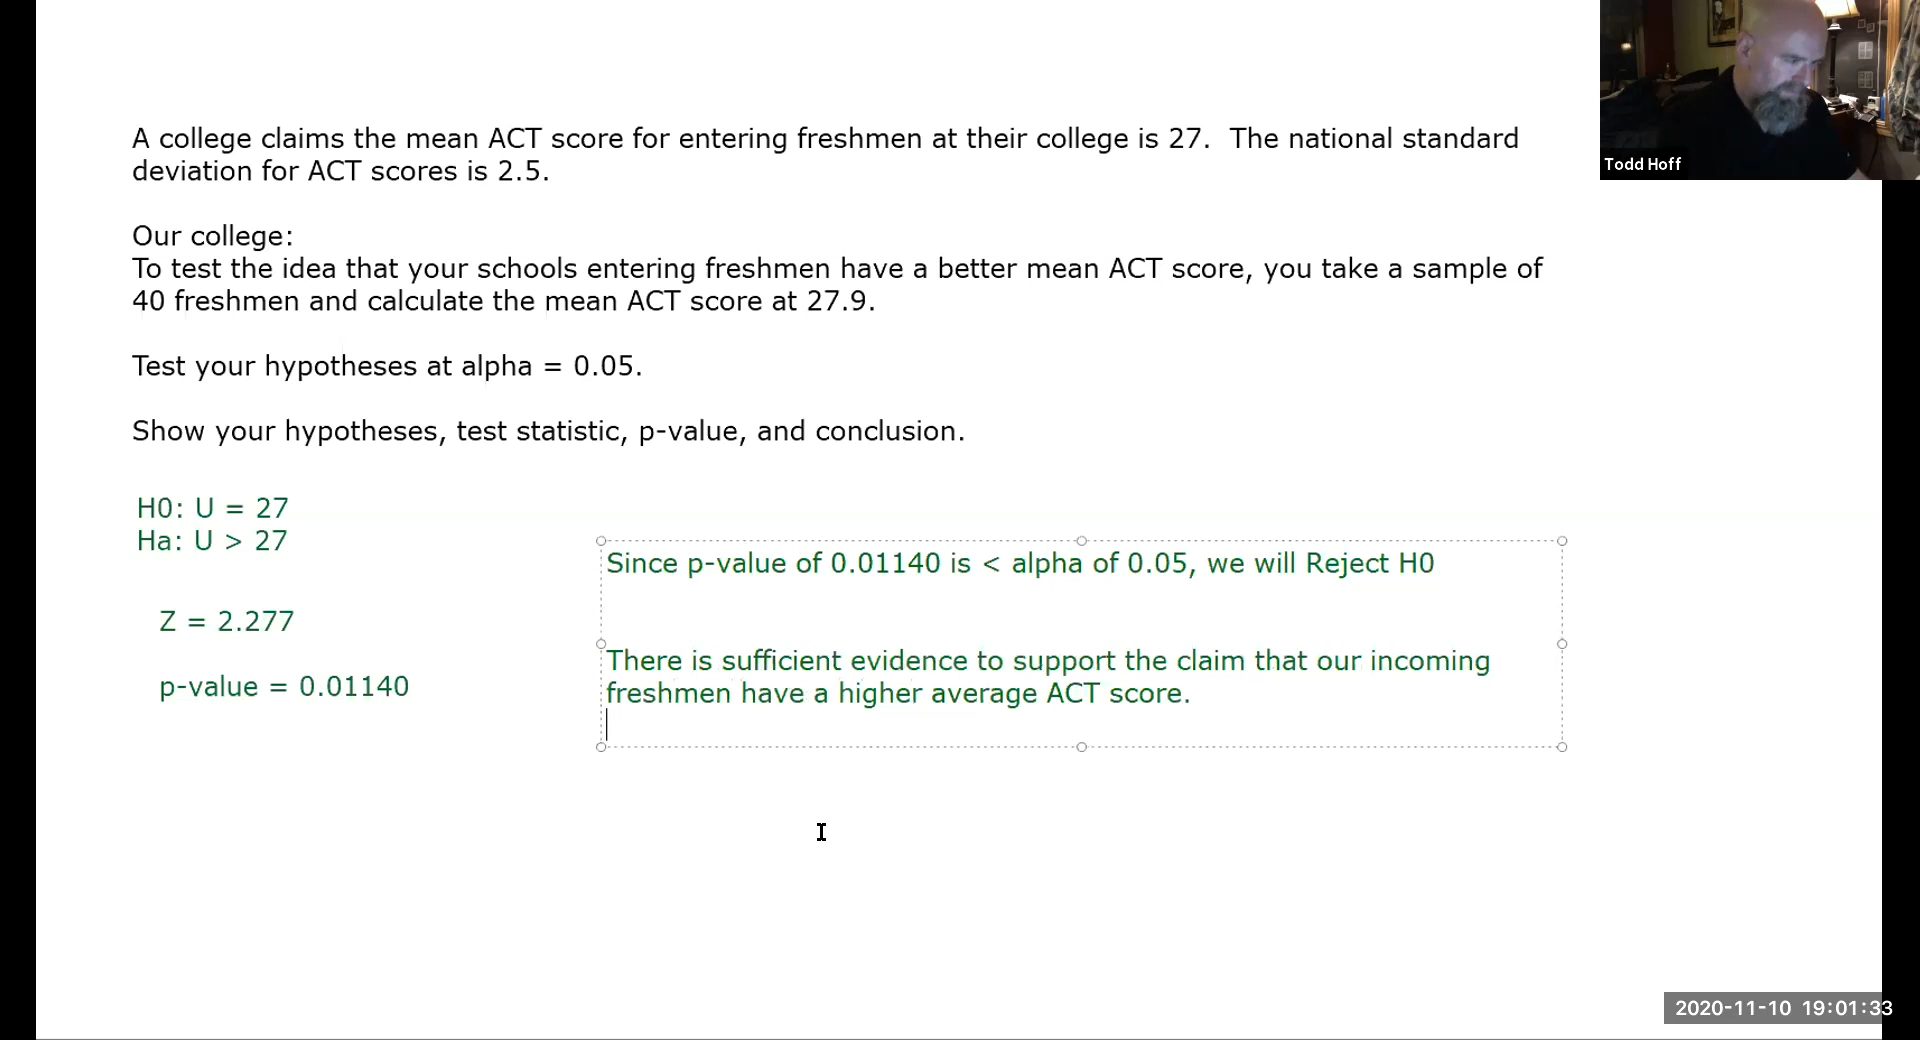 A college claims the mean ACT score for entering freshmen at their college is 27.  The national standard
deviation for ACT scores is 2.5.
Todd Hoff
Our college:
To test the idea that your schools entering freshmen have a better mean ACT score, you take a sample of
40 freshmen and calculate the mean ACT score at 27.9.
Test your hypotheses at alpha = 0.05.
Show your hypotheses, test statistic, p-value, and conclusion.
H0: U = 27
Ha: U > 27
Z = 2.277
p-value = 0.01140
Since p-value of 0.01140 is < alpha of 0.05, we will Reject H0
There is sufficient evidence to support the claim that our incoming
freshmen have a higher average ACT score.
2020-11-10 19:01:33